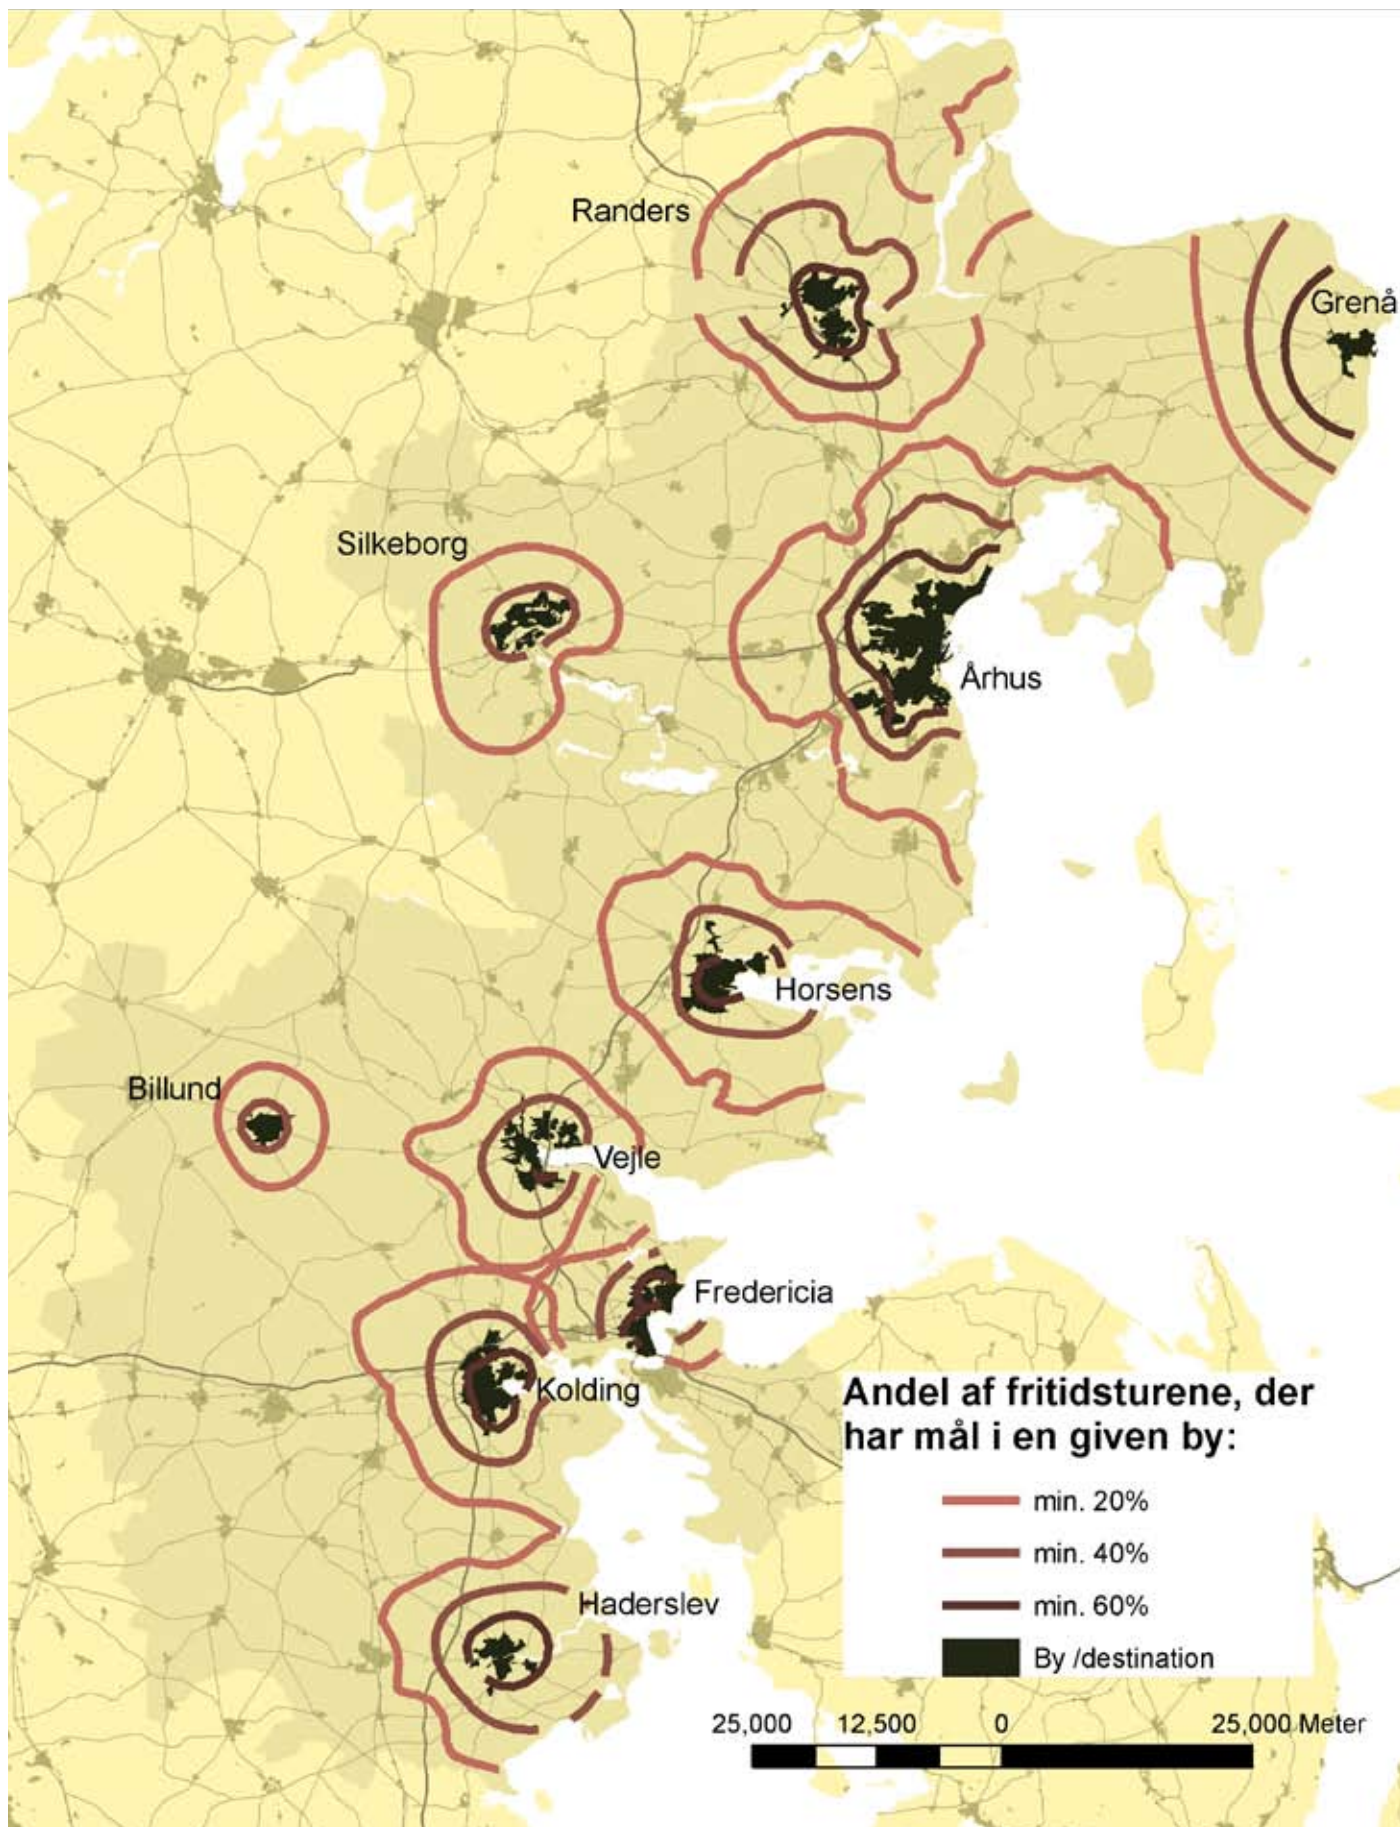 Randers
Grenå
Silkeborg
Århus
Horsens
Billund
Vejle
Fredericia
Kolding
Andel af fritidsturene, der
har mål i en given by:
min. 20%
min. 40%
min. 60%
By /destination
Haderslev
25,000 12,500 0 25,000 Meter